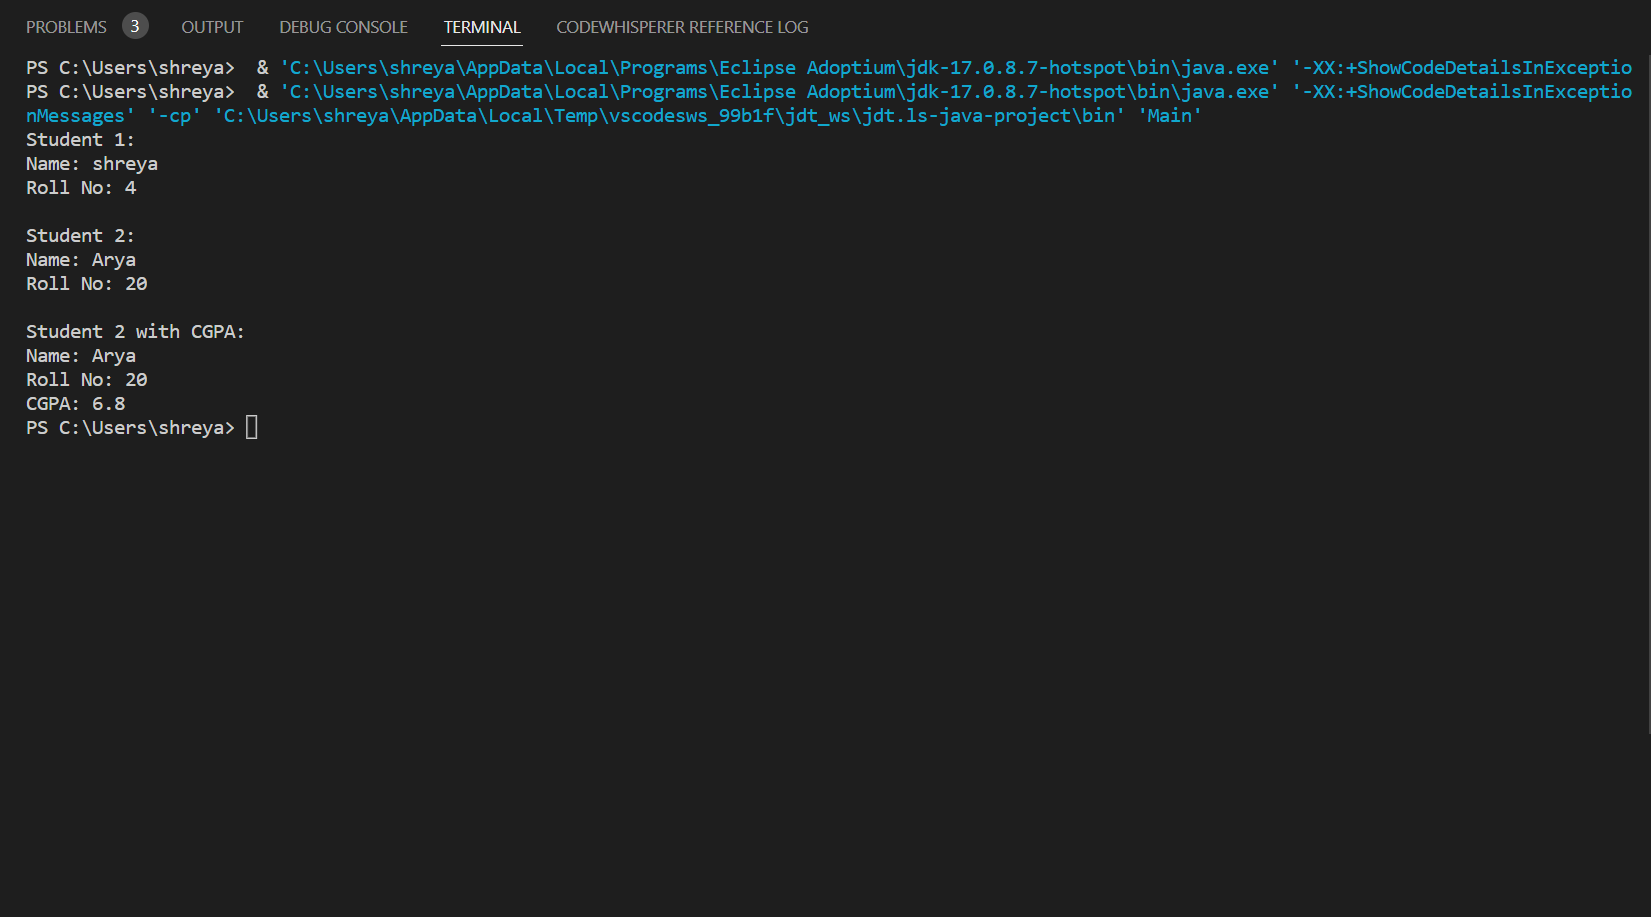 PROBLEMS 3 OUTPUT DEBUG CONSOLE TERMINAL CODEWHISPERER REFERENCE LOG
PS C:\Users\shreya>  & 'C:\Users\shreya\AppData\Local\Programs\Eclipse Adoptium\jdk-17.0.8.7-hotspot\bin\java.exe' '-XX:+ShowCodeDetailsInExceptio
PS C:\Users\shreya>  & 'C:\Users\shreya\AppData\Local\Programs\Eclipse Adoptium\jdk-17.0.8.7-hotspot\bin\java.exe' '-XX:+ShowCodeDetailsInExceptio
nMessages' '-cp' 'C:\Users\shreya\AppData\Local\Temp\vscodesws_99b1f\jdt_ws\jdt.ls-java-project\bin' 'Main'
Student 1:
Name: shreya
Roll No: 4

Student 2:
Name: Arya
Roll No: 20

Student 2 with CGPA:
Name: Arya
Roll No: 20
CGPA: 6.8
PS C:\Users\shreya>